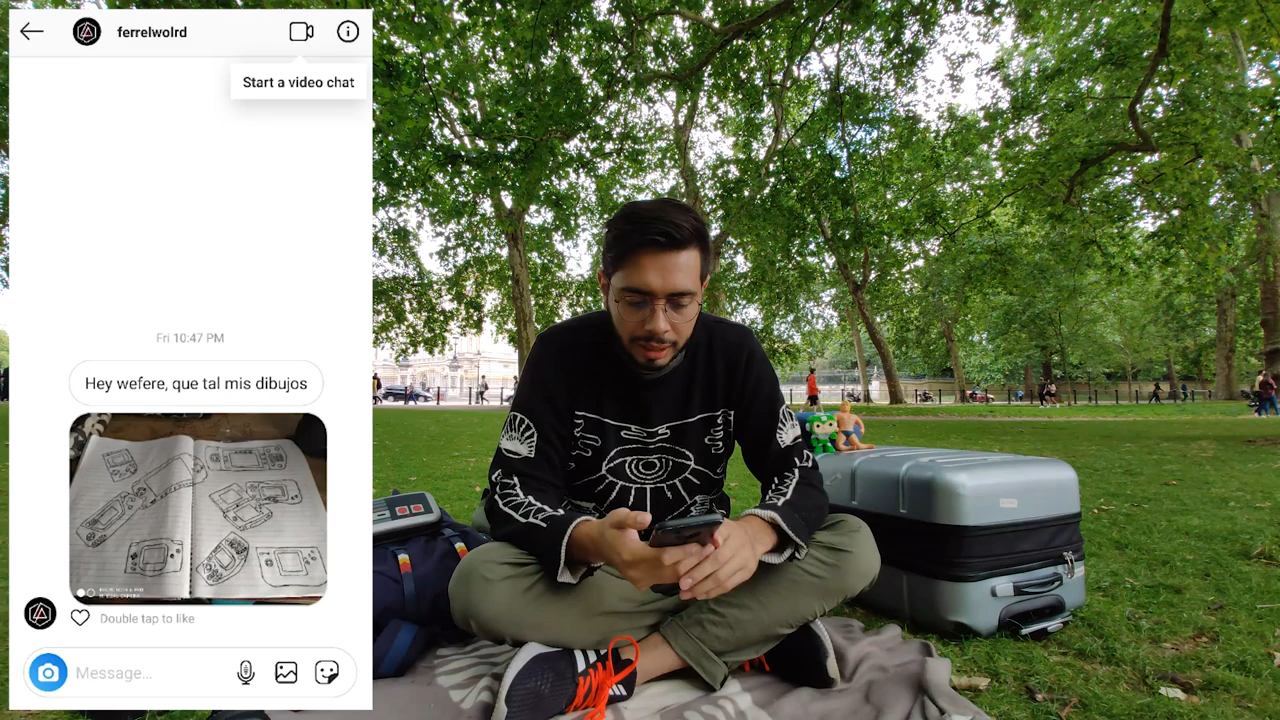 ferrelwolrd
Start a video chat
Fri 10:47 PM
Hey wefere, que tal mis dibujos
Double tap to like
Message...